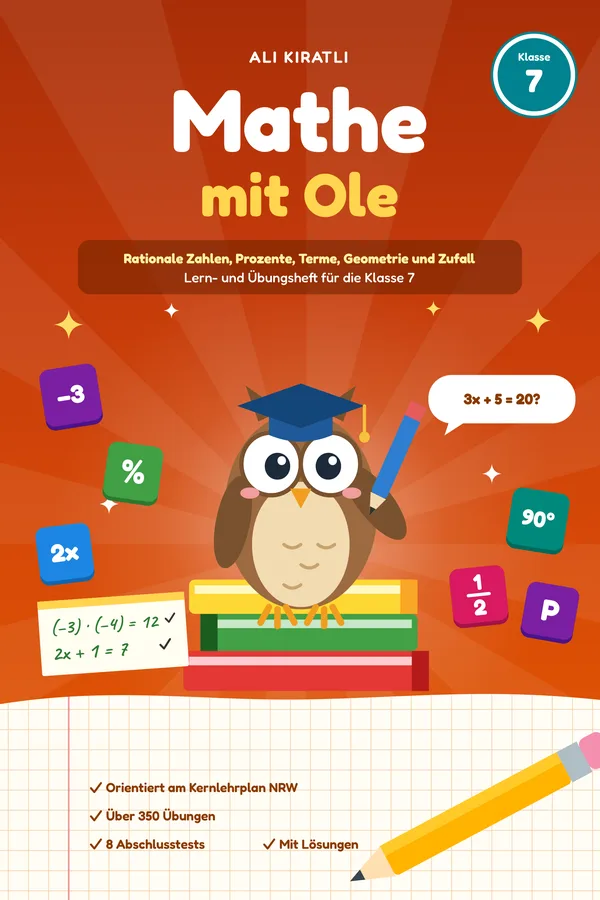 ALI KIRATLI
Klasse
7
Mathe
mit Ole
Rationale Zahlen, Prozente, Terme, Geometrie und Zufall
Lern- und Übungsheft für die Klasse 7
–3
3x + 5 = 20?
%
90°
2x
1
2
P
(–3) · (–4) = 12 ✓
2x + 1 = 7 ✓
✓ Orientiert am Kernlehrplan NRW
✓ Über 350 Übungen
✓ 8 Abschlusstests ✓ Mit Lösungen